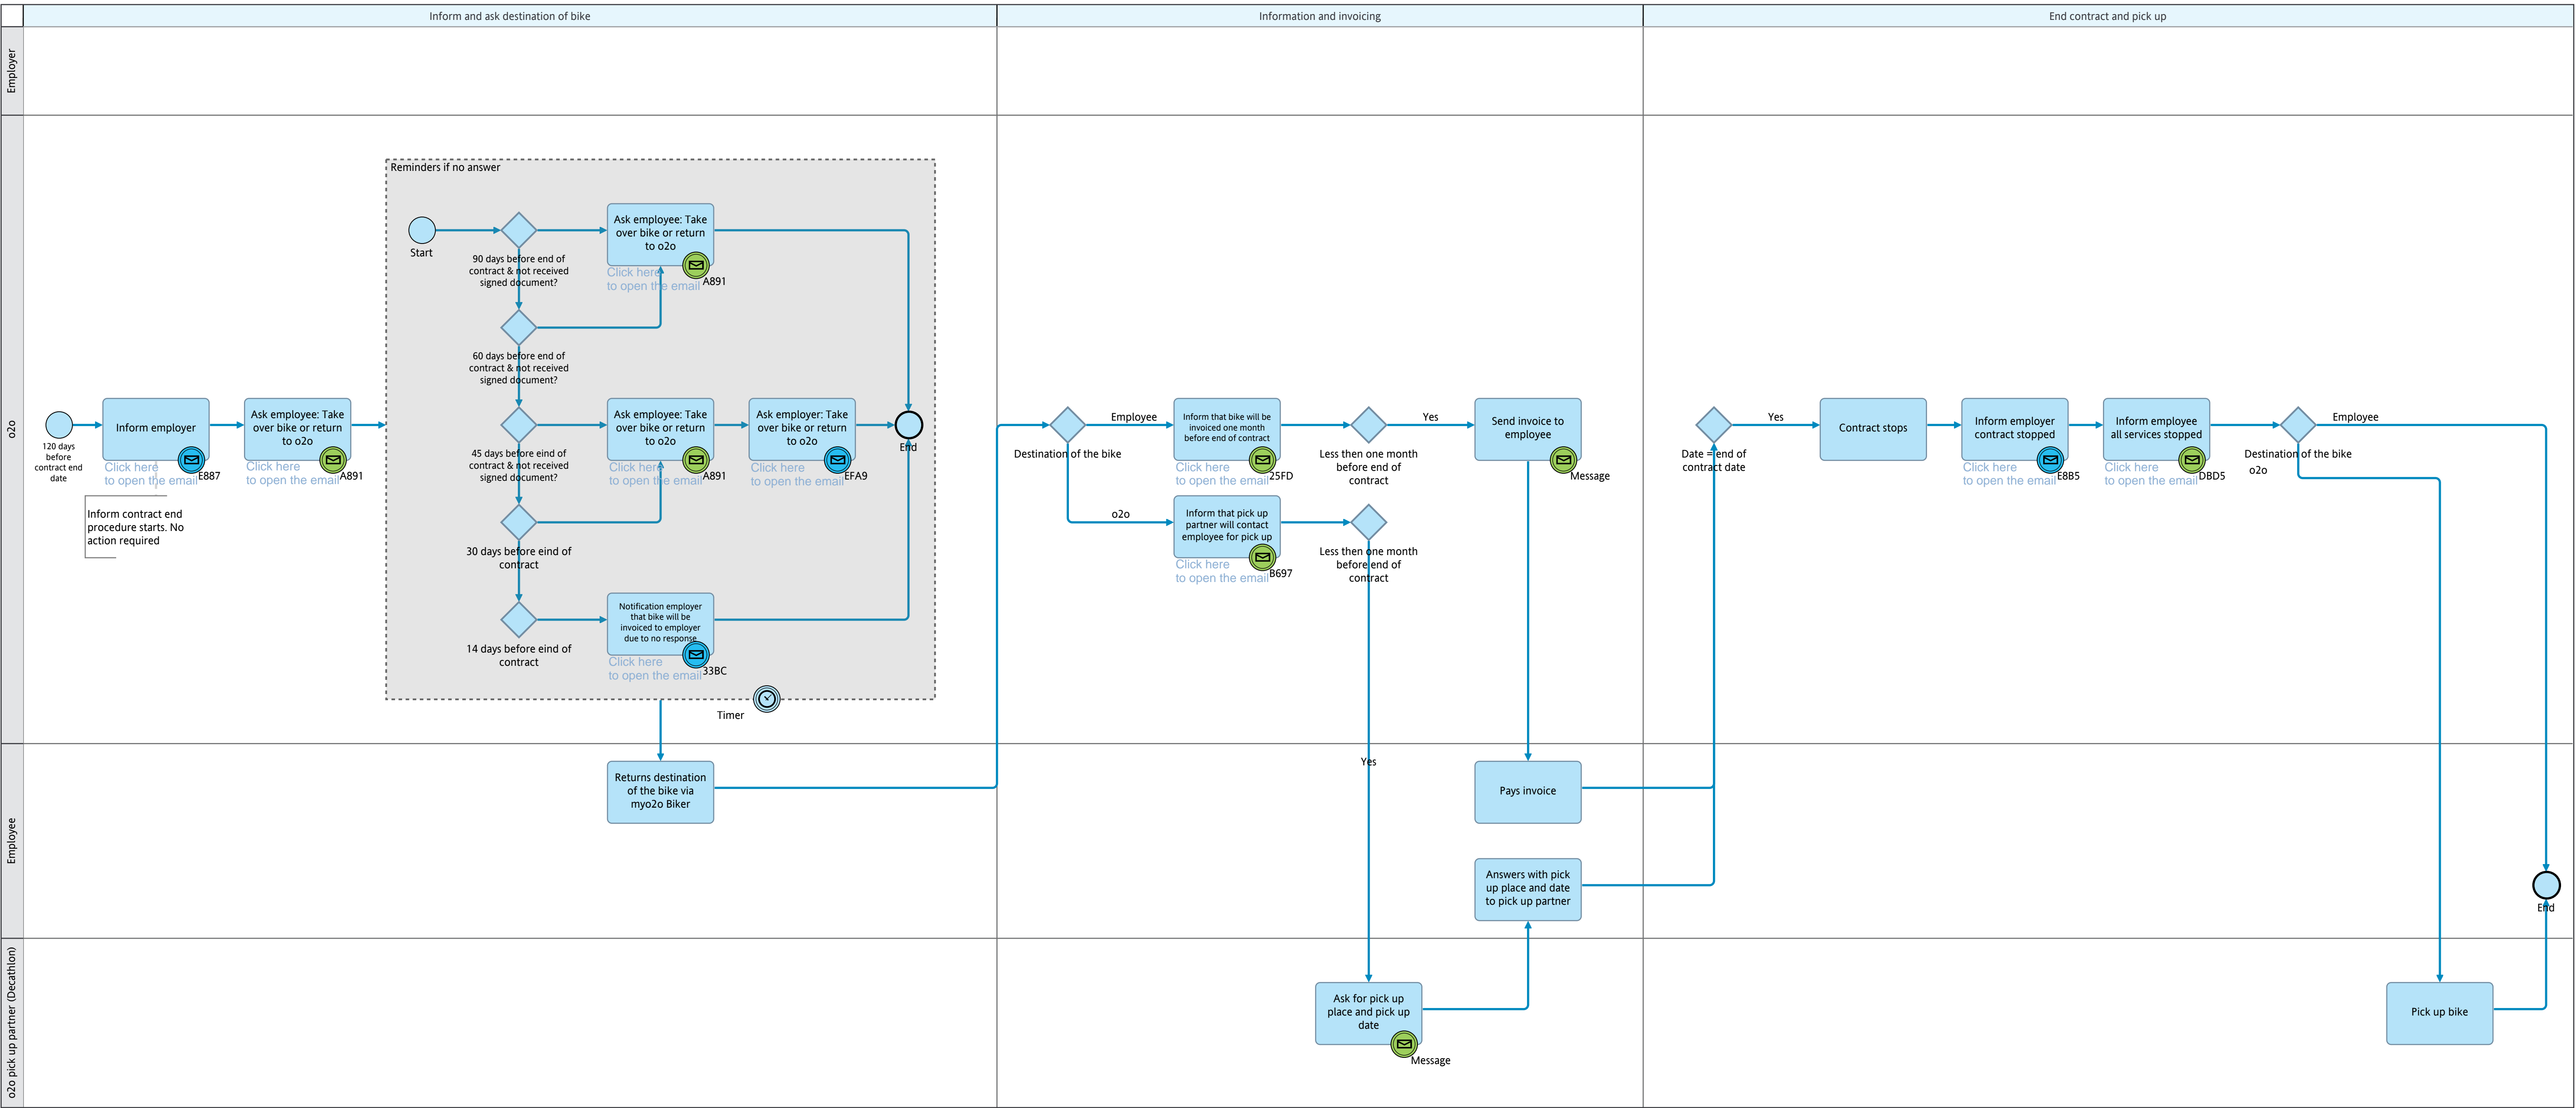 Inform and ask destination of bike
Information and invoicing
End contract and pick up
Employer
o2o
Employee
o2o pick up partner (Decathlon)
120 days
before
contract end
date
Inform employer
Click here
to open the email
E887
Inform contract end
procedure starts. No
action required
Ask employee: Take
over bike or return
to o2o
Click here
to open the email
A891
Reminders if no answer
Start
90 days before end of
contract & not received
signed document?
Ask employee: Take
over bike or return
to o2o
Click here
to open the email
A891
60 days before end of
contract & not received
signed document?
45 days before end of
contract & not received
signed document?
Ask employee: Take
over bike or return
to o2o
Click here
to open the email
A891
Ask employer: Take
over bike or return
to o2o
Click here
to open the email
EFA9
End
30 days before eind of
contract
14 days before eind of
contract
Notification employer
that bike will be
invoiced to employer
due to no response
Click here
to open the email
33BC
Timer
Returns destination
of the bike via
myo2o Biker
Destination of the bike
Employee
o2o
Inform that bike will be
invoiced one month
before end of contract
Click here
to open the email
25FD
Less then one month
before end of
contract
Yes
Send invoice to
employee
Message
Inform that pick up
partner will contact
employee for pick up
Click here
to open the email
B697
Less then one month
before end of
contract
Yes
Pays invoice
Answers with pick
up place and date
to pick up partner
Ask for pick up
place and pick up
date
Message
Date = end of
contract date
Yes
Contract stops
Inform employer
contract stopped
Click here
to open the email
E8B5
Inform employee
all services stopped
Click here
to open the email
DBD5
Destination of the bike
Employee
o2o
Pick up bike
End